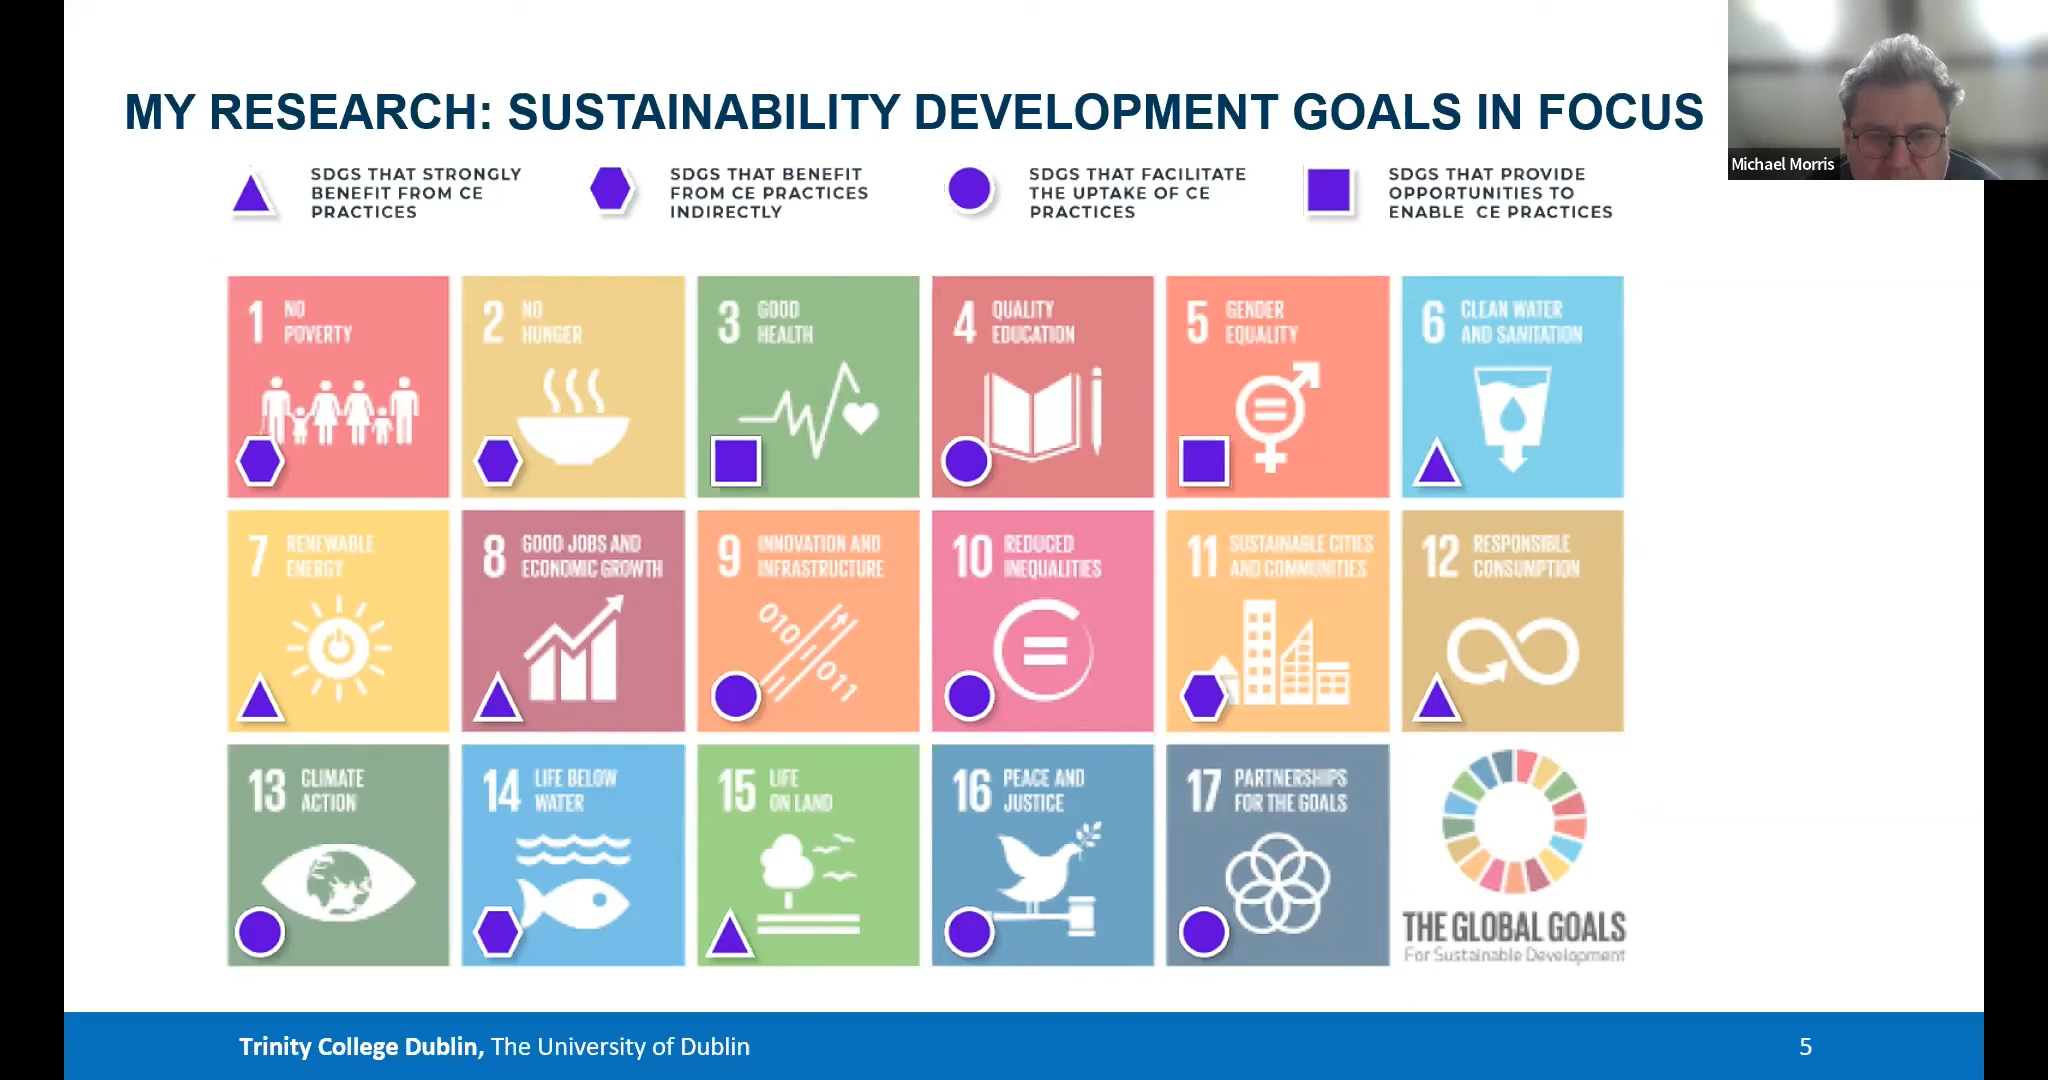 MY RESEARCH: SUSTAINABILITY DEVELOPMENT GOALS IN FOCUS
Michael Morris
SDGS THAT STRONGLY
BENEFIT FROM CE
PRACTICES
SDGS THAT BENEFIT
FROM CE PRACTICES
INDIRECTLY
SDGS THAT FACILITATE
THE UPTAKE OF CE
PRACTICES
SDGS THAT PROVIDE
OPPORTUNITIES TO
ENABLE CE PRACTICES
1 NO
POVERTY
2 NO
HUNGER
3 GOOD
HEALTH
4 QUALITY
EDUCATION
5 GENDER
EQUALITY
6 CLEAN WATER
AND SANITATION
7 RENEWABLE
ENERGY
8 GOOD JOBS AND
ECONOMIC GROWTH
9 INNOVATION AND
INFRASTRUCTURE
010
011
10 REDUCED
INEQUALITIES
11 SUSTAINABLE CITIES
AND COMMUNITIES
12 RESPONSIBLE
CONSUMPTION
13 CLIMATE
ACTION
14 LIFE BELOW
WATER
15 LIFE
ON LAND
16 PEACE AND
JUSTICE
17 PARTNERSHIPS
FOR THE GOALS
THE GLOBAL GOALS
For Sustainable Development
Trinity College Dublin, The University of Dublin
5